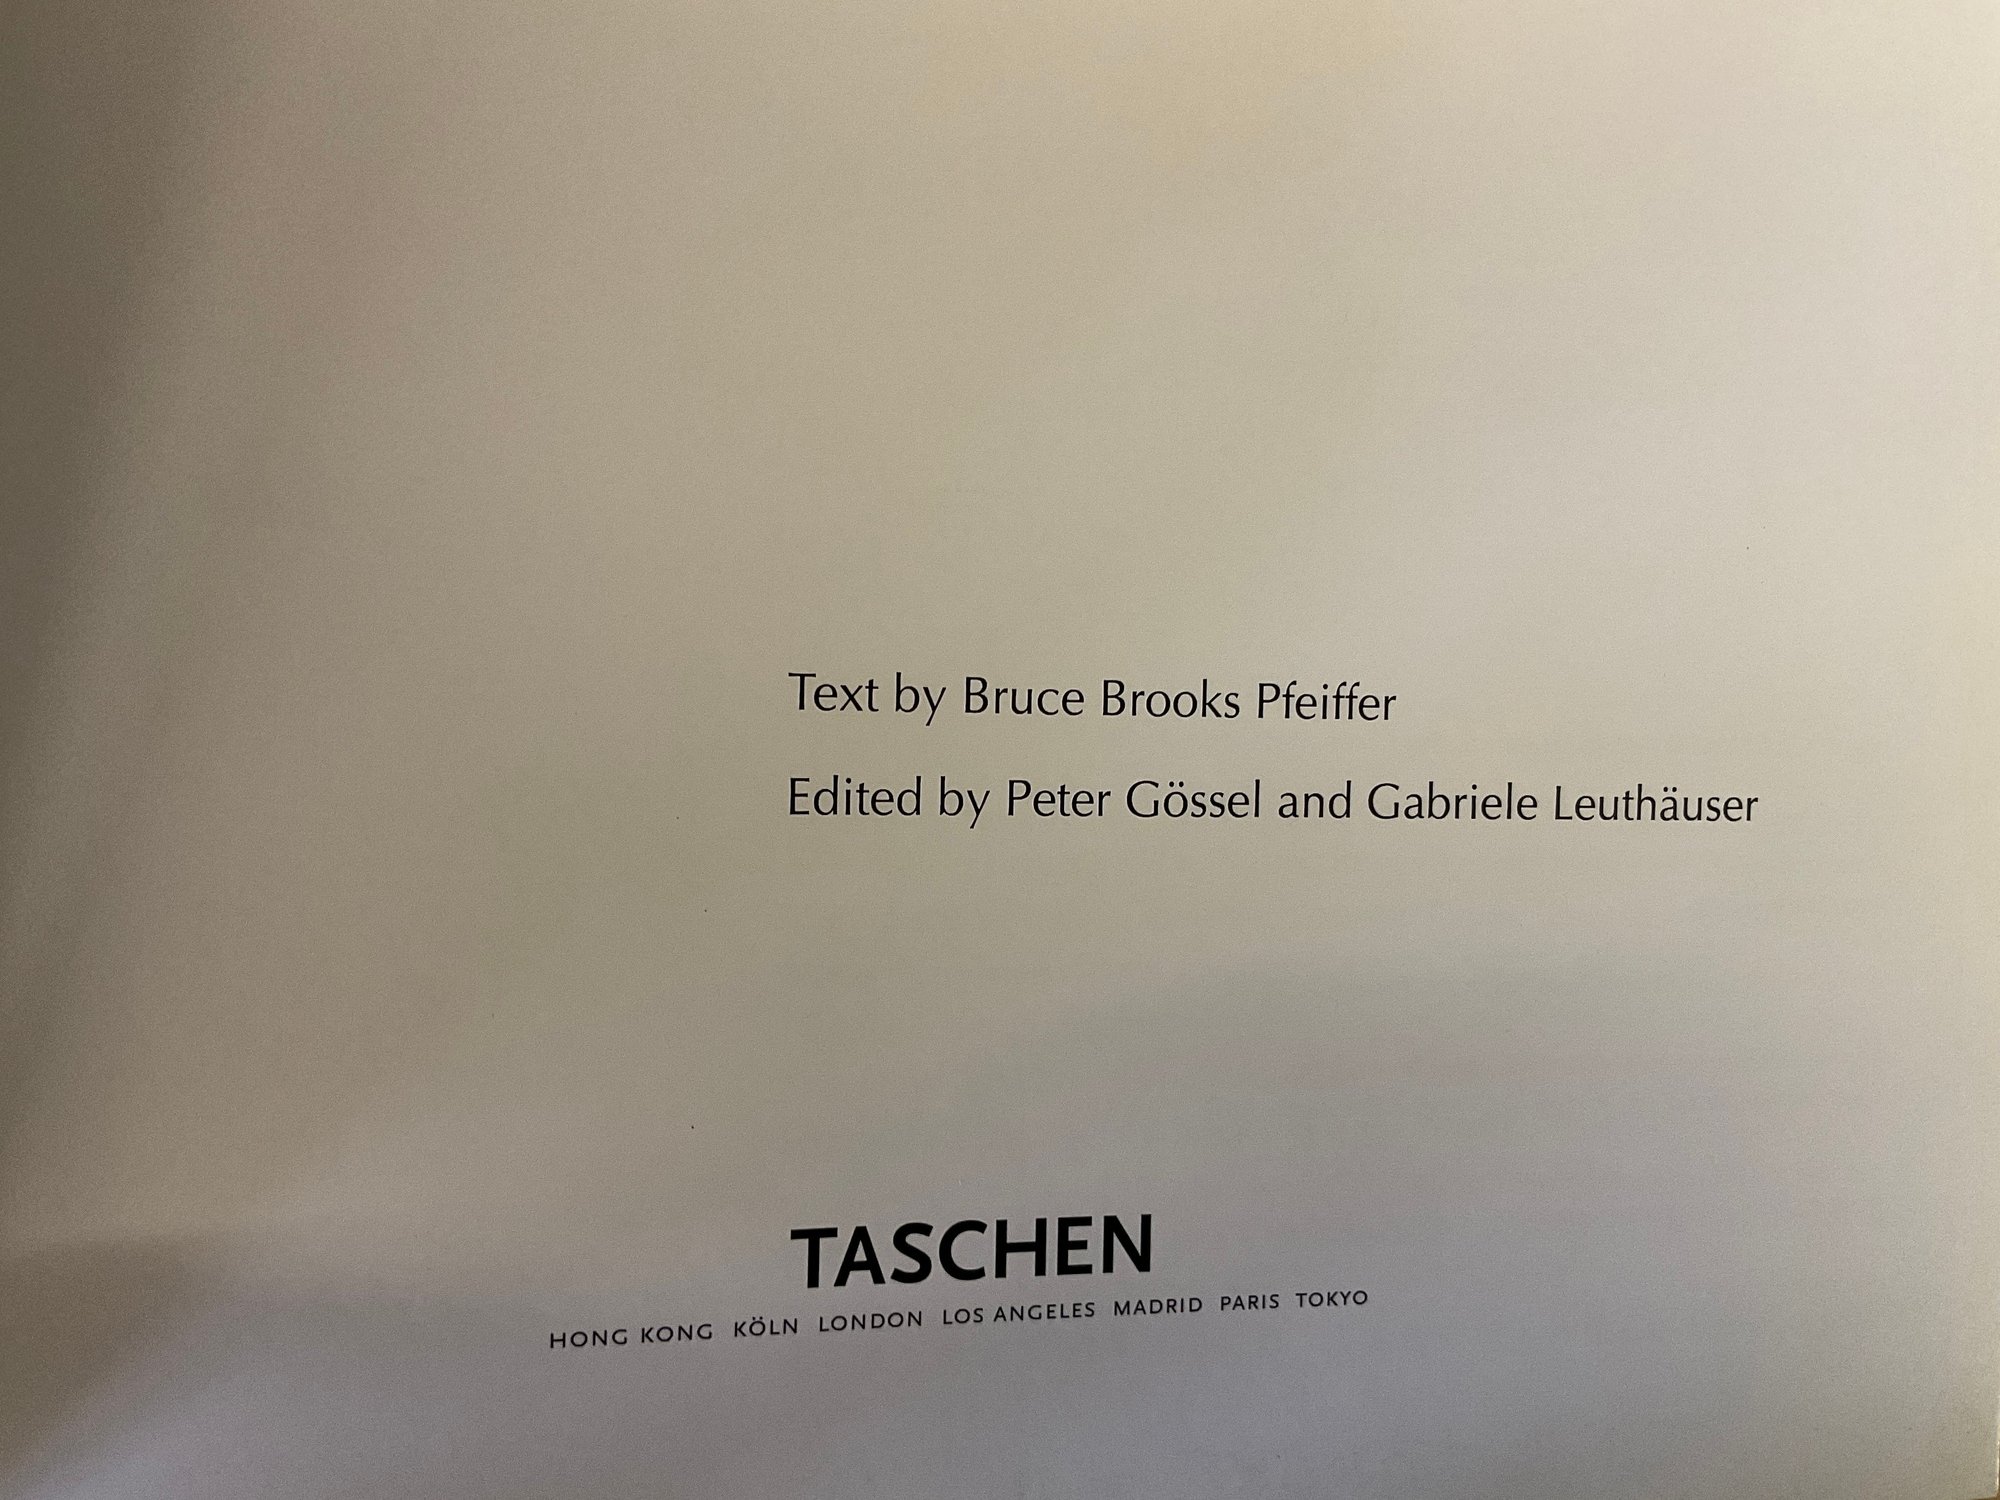 Text by Bruce Brooks Pfeiffer
Edited by Peter Gössel and Gabriele Leuthäuser
TASCHEN
HONG KONG KÖLN LONDON LOS ANGELES MADRID PARIS TOKYO